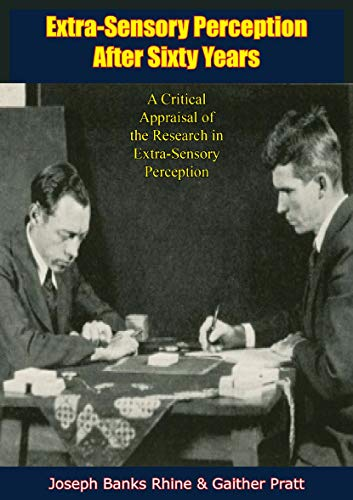 Extra-Sensory Perception
After Sixty Years
A Critical
Appraisal of
the Research in
Extra-Sensory
Perception
Joseph Banks Rhine & Gaither Pratt